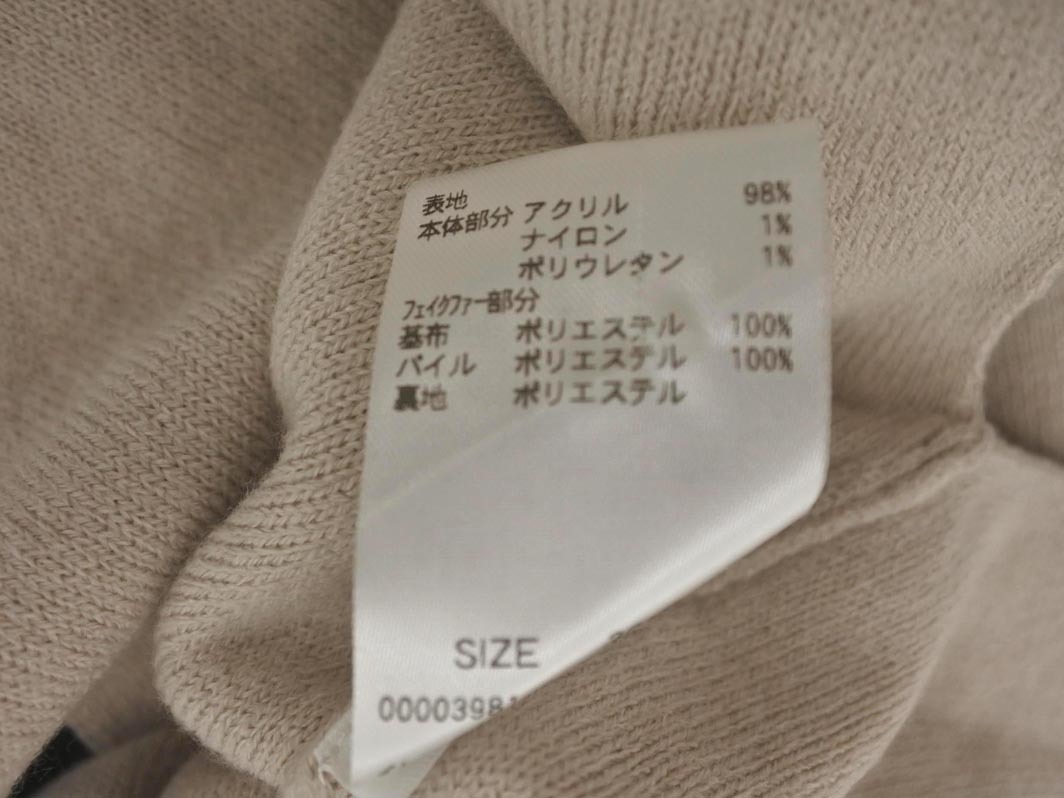 表地
本体部分 アクリル 98%
ナイロン 1%
ポリウレタン 1%
フェイクファー部分
基布 ポリエステル 100%
パイル ポリエステル 100%
裏地 ポリエステル
SIZE
0000398